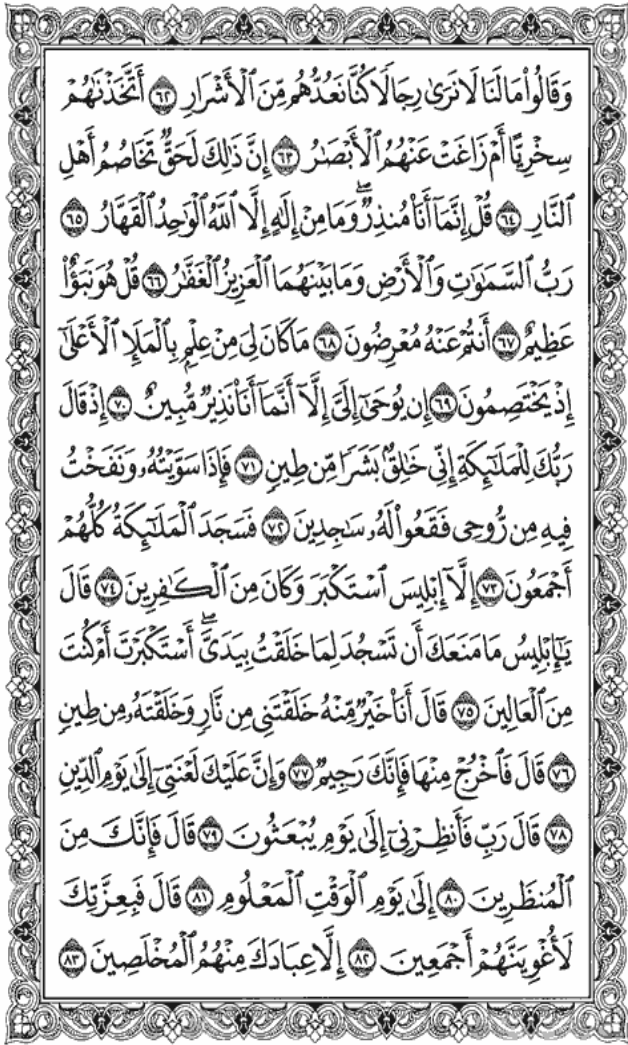 وَقَالُوا۟ مَا لَنَا لَا نَرَىٰ رِجَالًا كُنَّا نَعُدُّهُم مِّنَ ٱلْأَشْرَارِ ٦٢ أَتَّخَذْنَـٰهُمْ
سِخْرِيًّا أَمْ زَاغَتْ عَنْهُمُ ٱلْأَبْصَـٰرُ ٦٣ إِنَّ ذَٰلِكَ لَحَقٌّ تَخَاصُمُ أَهْلِ
ٱلنَّارِ ٦٤ قُلْ إِنَّمَآ أَنَا۠ مُنذِرٌ ۖ وَمَا مِنْ إِلَـٰهٍ إِلَّا ٱللَّهُ ٱلْوَٰحِدُ ٱلْقَهَّارُ ٦٥
رَبُّ ٱلسَّمَـٰوَٰتِ وَٱلْأَرْضِ وَمَا بَيْنَهُمَا ٱلْعَزِيزُ ٱلْغَفَّـٰرُ ٦٦ قُلْ هُوَ نَبَؤٌا۟
عَظِيمٌ ٦٧ أَنتُمْ عَنْهُ مُعْرِضُونَ ٦٨ مَا كَانَ لِىَ مِنْ عِلْمٍۭ بِٱلْمَلَإِ ٱلْأَعْلَىٰٓ
إِذْ يَخْتَصِمُونَ ٦٩ إِن يُوحَىٰٓ إِلَىَّ إِلَّآ أَنَّمَآ أَنَا۠ نَذِيرٌ مُّبِينٌ ٧٠ إِذْ قَالَ
رَبُّكَ لِلْمَلَـٰٓئِكَةِ إِنِّى خَـٰلِقٌۢ بَشَرًا مِّن طِينٍ ٧١ فَإِذَا سَوَّيْتُهُۥ وَنَفَخْتُ
فِيهِ مِن رُّوحِى فَقَعُوا۟ لَهُۥ سَـٰجِدِينَ ٧٢ فَسَجَدَ ٱلْمَلَـٰٓئِكَةُ كُلُّهُمْ
أَجْمَعُونَ ٧٣ إِلَّآ إِبْلِيسَ ٱسْتَكْبَرَ وَكَانَ مِنَ ٱلْكَـٰفِرِينَ ٧٤ قَالَ
يَـٰٓإِبْلِيسُ مَا مَنَعَكَ أَن تَسْجُدَ لِمَا خَلَقْتُ بِيَدَىَّ ۖ أَسْتَكْبَرْتَ أَمْ كُنتَ
مِنَ ٱلْعَالِينَ ٧٥ قَالَ أَنَا۠ خَيْرٌ مِّنْهُ خَلَقْتَنِى مِن نَّارٍ وَخَلَقْتَهُۥ مِن طِينٍ
٧٦ قَالَ فَٱخْرُجْ مِنْهَا فَإِنَّكَ رَجِيمٌ ٧٧ وَإِنَّ عَلَيْكَ لَعْنَتِىٓ إِلَىٰ يَوْمِ ٱلدِّينِ
٧٨ قَالَ رَبِّ فَأَنظِرْنِىٓ إِلَىٰ يَوْمِ يُبْعَثُونَ ٧٩ قَالَ فَإِنَّكَ مِنَ
ٱلْمُنظَرِينَ ٨٠ إِلَىٰ يَوْمِ ٱلْوَقْتِ ٱلْمَعْلُومِ ٨١ قَالَ فَبِعِزَّتِكَ
لَأُغْوِيَنَّهُمْ أَجْمَعِينَ ٨٢ إِلَّا عِبَادَكَ مِنْهُمُ ٱلْمُخْلَصِينَ ٨٣